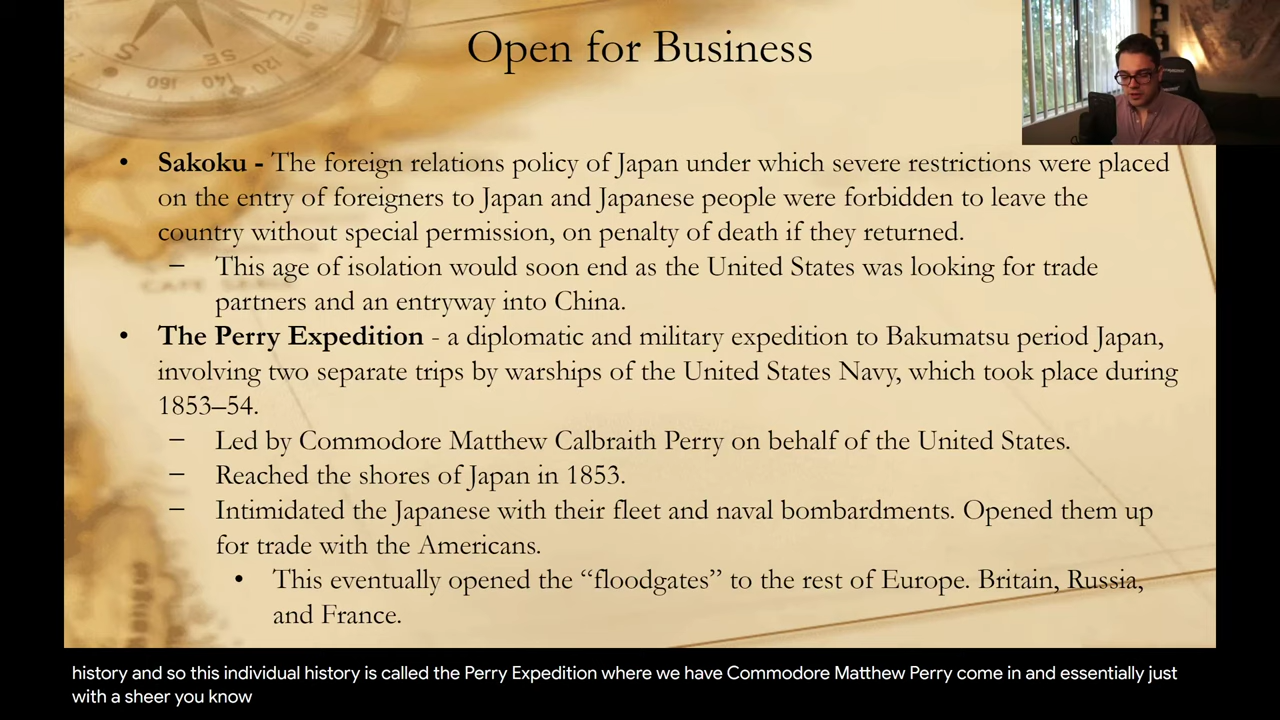 Open for Business
• Sakoku - The foreign relations policy of Japan under which severe restrictions were placed
on the entry of foreigners to Japan and Japanese people were forbidden to leave the
country without special permission, on penalty of death if they returned.
– This age of isolation would soon end as the United States was looking for trade
partners and an entryway into China.
• The Perry Expedition - a diplomatic and military expedition to Bakumatsu period Japan,
involving two separate trips by warships of the United States Navy, which took place during
1853–54.
– Led by Commodore Matthew Calbraith Perry on behalf of the United States.
– Reached the shores of Japan in 1853.
– Intimidated the Japanese with their fleet and naval bombardments. Opened them up
for trade with the Americans.
• This eventually opened the “floodgates” to the rest of Europe. Britain, Russia,
and France.
history and so this individual history is called the Perry Expedition where we have Commodore Matthew Perry come in and essentially just
with a sheer you know
S
SE
160
140
120